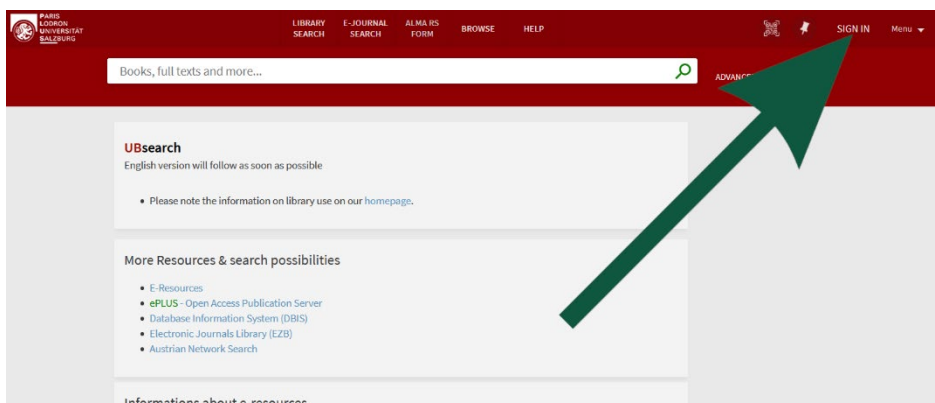 PARIS
LODRON
UNIVERSITÄT
SALZBURG
LIBRARY SEARCH
E-JOURNAL SEARCH
ALMA RS FORM
BROWSE
HELP
SIGN IN
Menu
Books, full texts and more...
UBsearch
English version will follow as soon as possible
Please note the information on library use on our homepage.
More Resources & search possibilities
E-Resources
ePLUS - Open Access Publication Server
Database Information System (DBIS)
Electronic Journals Library (EZB)
Austrian Network Search
Informations about e-resources